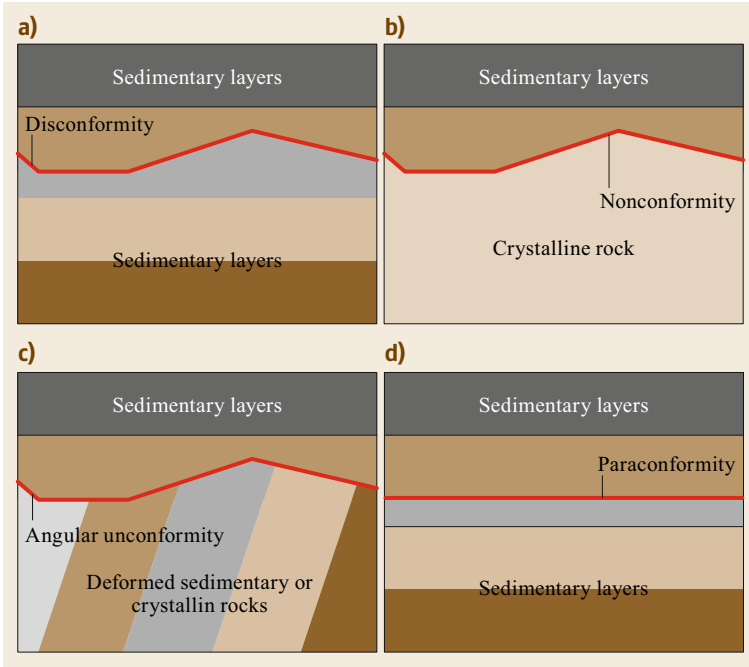 a)
Sedimentary layers
Disconformity
Sedimentary layers
b)
Sedimentary layers
Nonconformity
Crystalline rock
c)
Sedimentary layers
Angular unconformity
Deformed sedimentary or
crystallin rocks
d)
Sedimentary layers
Paraconformity
Sedimentary layers